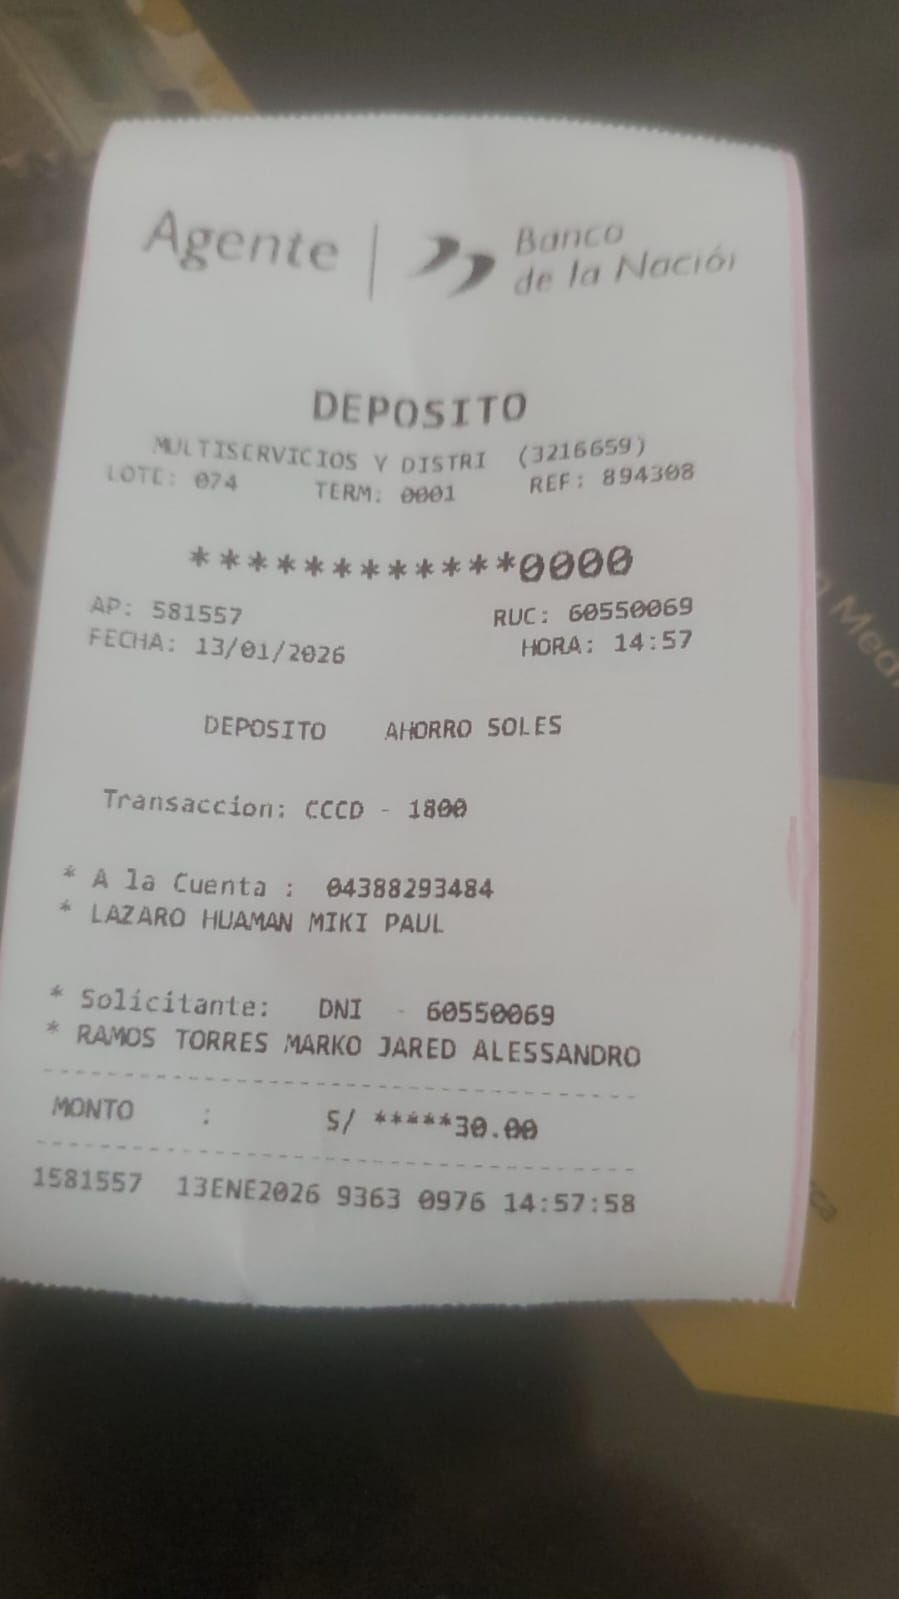 Agente | Banco
de la Nación
DEPOSITO
MULTISERVICIOS Y DISTRI (3216659)
LOTE: 074 TERM: 0001 REF: 894308
************0000
AP: 581557 RUC: 60550069
FECHA: 13/01/2026 HORA: 14:57
DEPOSITO AHORRO SOLES
Transaccion: CCCD - 1800
* A la Cuenta : 04388293484
* LAZARO HUAMAN MIKI PAUL
* Solicitante: DNI - 60550069
* RAMOS TORRES MARKO JARED ALESSANDRO
MONTO : S/ *****30.00
1581557 13ENE2026 9363 0976 14:57:58